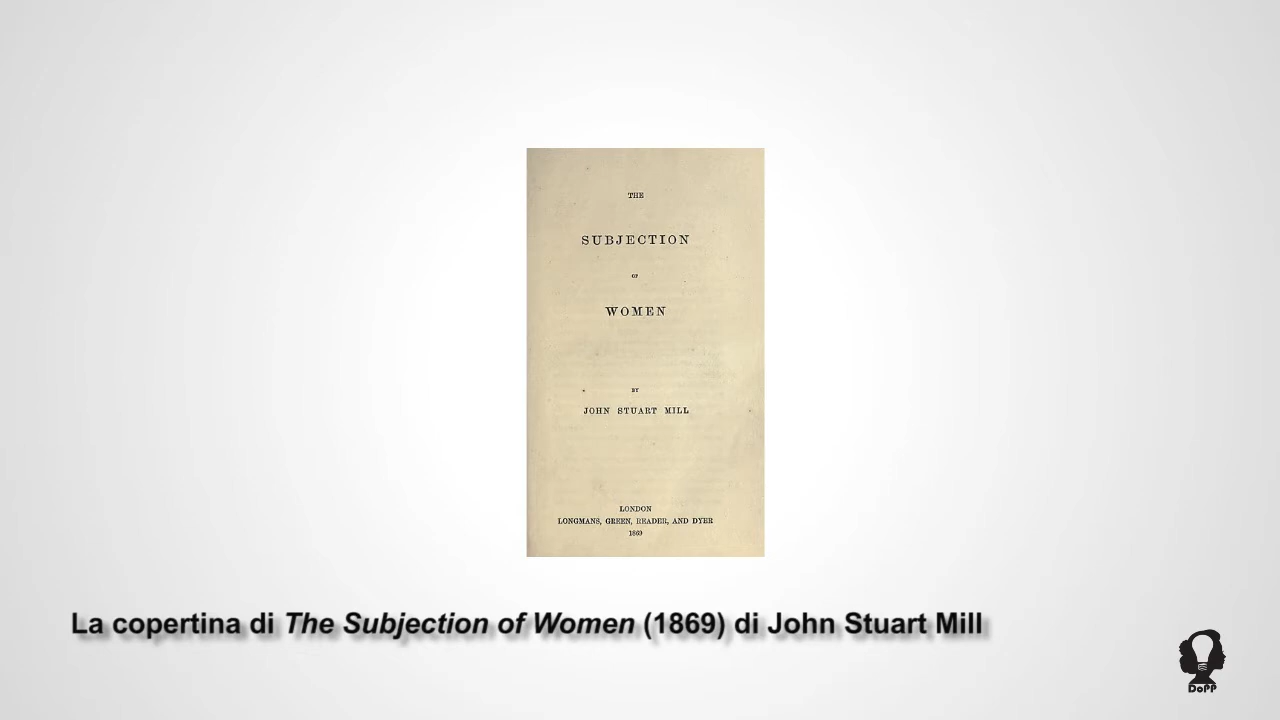 THE
SUBJECTION
OF
WOMEN
BY
JOHN STUART MILL
LONDON
LONGMANS, GREEN, READER, AND DYER
1869
La copertina di The Subjection of Women (1869) di John Stuart Mill
DoPP